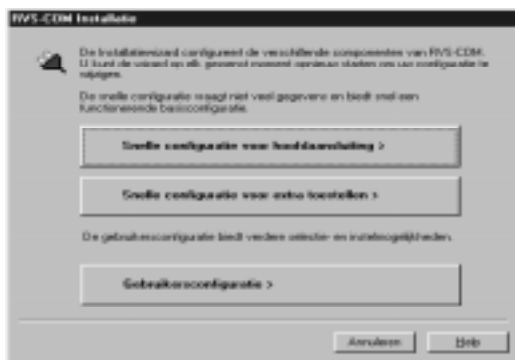 RVS-COM Installatie
De Installatiewizard configureert de verschillende componenten van RVS-COM.
U kunt de wizard op elk gewenst moment opnieuw starten om uw configuratie te
wijzigen.
De snelle configuratie vraagt niet veel gegevens en biedt snel een
functionerende basisconfiguratie.
Snelle configuratie voor hoofdaansluiting >
Snelle configuratie voor extra toestellen >
De gebruikersconfiguratie biedt verdere selectie- en instelmogelijkheden.
Gebruikersconfiguratie >
Annuleren
Help